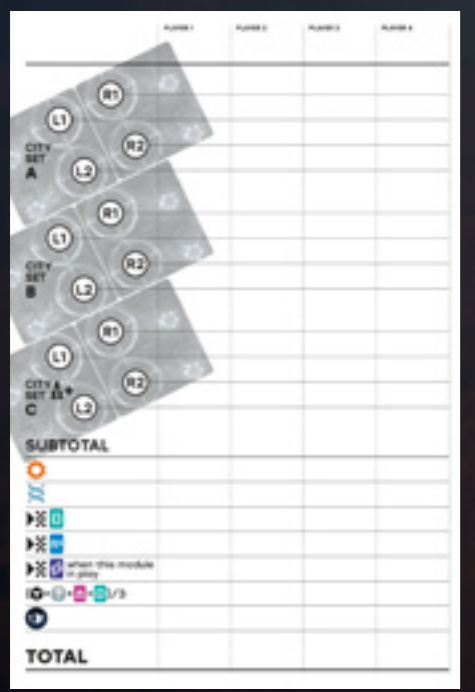 PLAYER 1 PLAYER 2 PLAYER 3 PLAYER 4
R1
L1
R2
CITY
SET
A
L2
R1
L1
R2
CITY
SET
B
L2
R1
L1
R2
CITY
SET
C
L2
SUBTOTAL
when this module
in play
/3
TOTAL